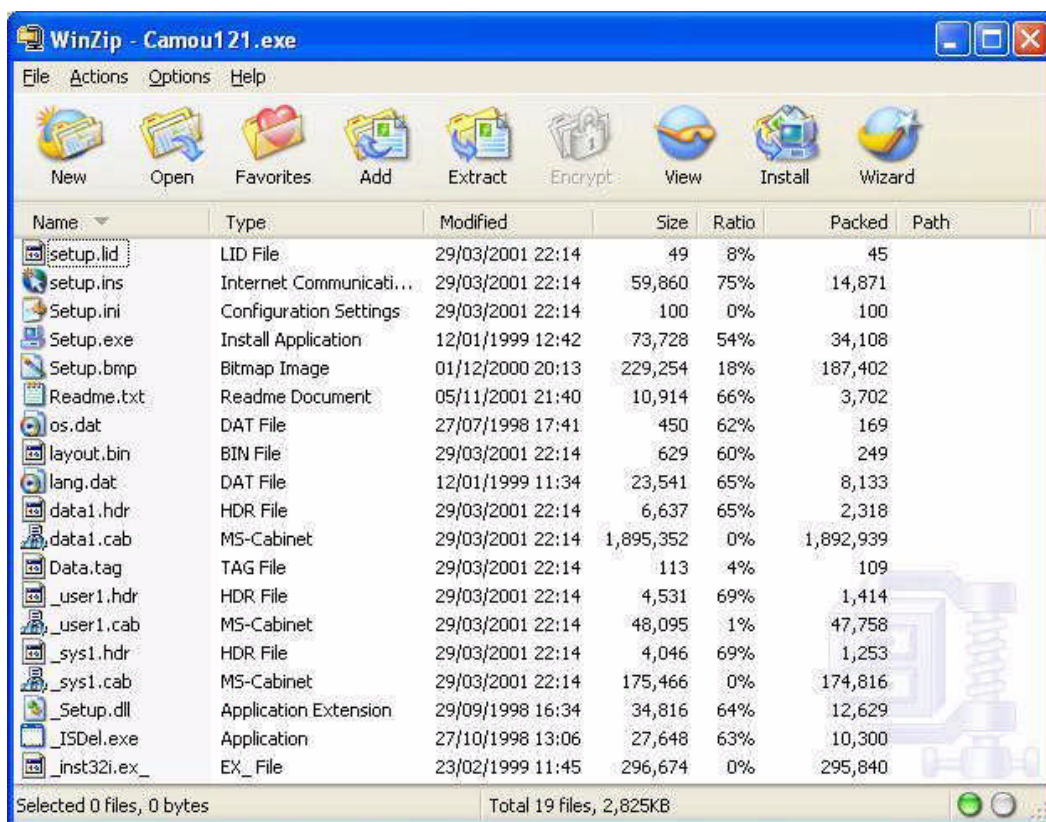 WinZip - Camou121.exe
File Actions Options Help
New Open Favorites Add Extract Encrypt View Install Wizard
Name Type Modified Size Ratio Packed Path
setup.lid LID File 29/03/2001 22:14 49 8% 45
setup.ins Internet Communicati... 29/03/2001 22:14 59,860 75% 14,871
Setup.ini Configuration Settings 29/03/2001 22:14 100 0% 100
Setup.exe Install Application 12/01/1999 12:42 73,728 54% 34,108
Setup.bmp Bitmap Image 01/12/2000 20:13 229,254 18% 187,402
Readme.txt Readme Document 05/11/2001 21:40 10,914 66% 3,702
os.dat DAT File 27/07/1998 17:41 450 62% 169
layout.bin BIN File 29/03/2001 22:14 629 60% 249
lang.dat DAT File 12/01/1999 11:34 23,541 65% 8,133
data1.hdr HDR File 29/03/2001 22:14 6,637 65% 2,318
data1.cab MS-Cabinet 29/03/2001 22:14 1,895,352 0% 1,892,939
Data.tag TAG File 29/03/2001 22:14 113 4% 109
_user1.hdr HDR File 29/03/2001 22:14 4,531 69% 1,414
_user1.cab MS-Cabinet 29/03/2001 22:14 48,095 1% 47,758
_sys1.hdr HDR File 29/03/2001 22:14 4,046 69% 1,253
_sys1.cab MS-Cabinet 29/03/2001 22:14 175,466 0% 174,816
_Setup.dll Application Extension 29/09/1998 16:34 34,816 64% 12,629
_ISDel.exe Application 27/10/1998 13:06 27,648 63% 10,300
_inst32i.ex_ EX_ File 23/02/1999 11:45 296,674 0% 295,840
Selected 0 files, 0 bytes Total 19 files, 2,825KB